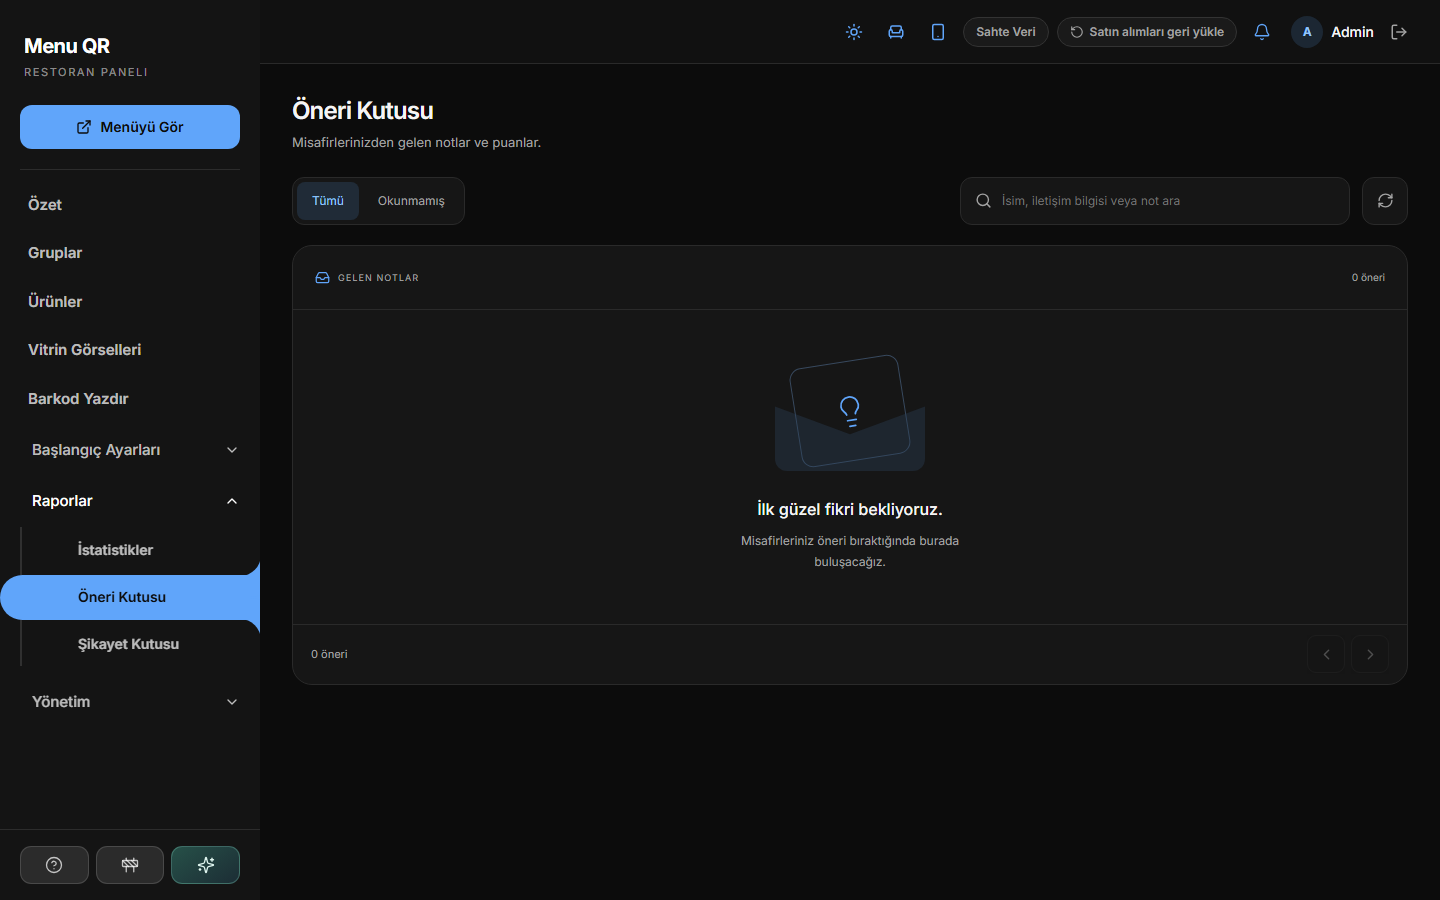 Menu QR
RESTORAN PANELI
Menüyü Gör
Özet
Gruplar
Ürünler
Vitrin Görselleri
Barkod Yazdır
Başlangıç Ayarları
Raporlar
İstatistikler
Öneri Kutusu
Şikayet Kutusu
Yönetim
Sahte Veri
Satın alımları geri yükle
A
Admin
Öneri Kutusu
Misafirlerinizden gelen notlar ve puanlar.
Tümü
Okunmamış
İsim, iletişim bilgisi veya not ara
GELEN NOTLAR
0 öneri
İlk güzel fikri bekliyoruz.
Misafirleriniz öneri bıraktığında burada
buluşacağız.
0 öneri